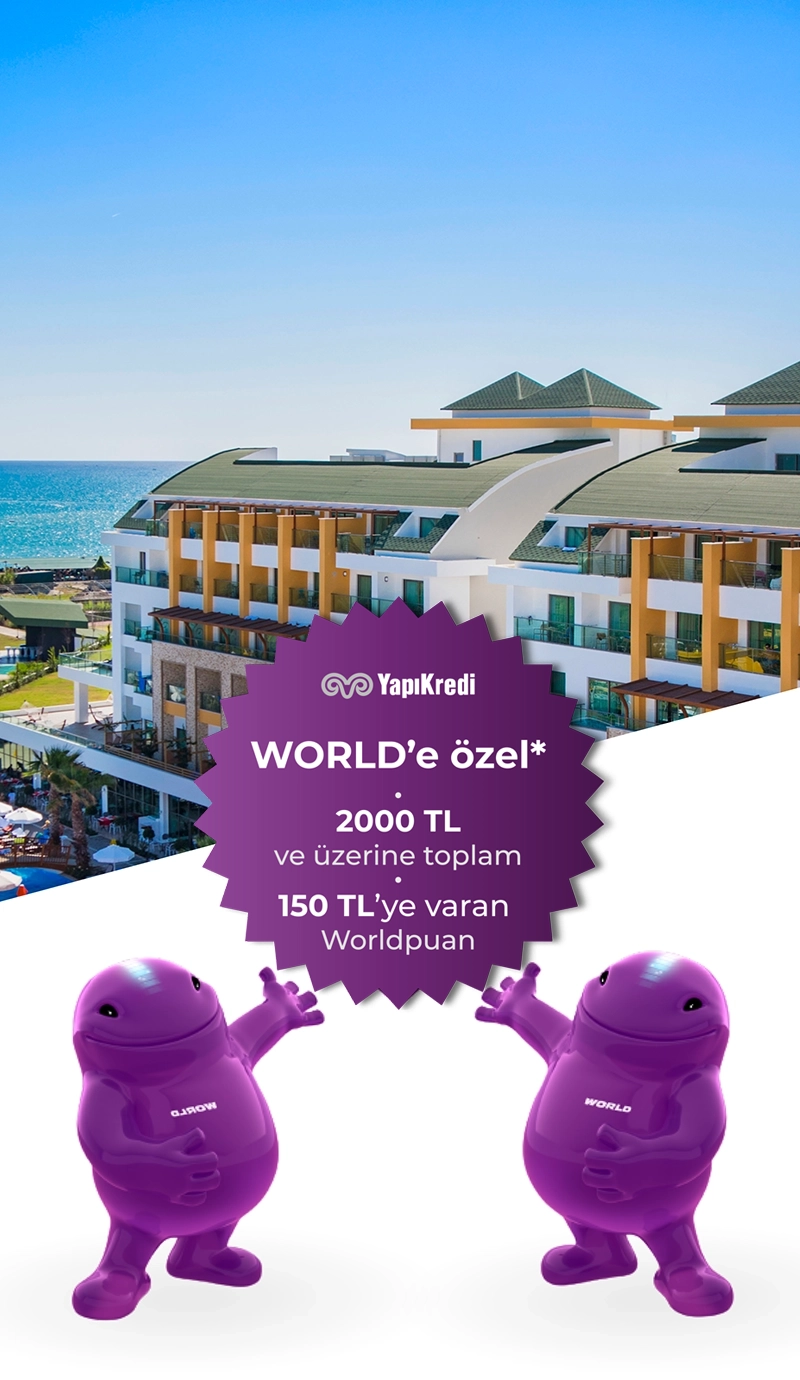 YapıKredi
WORLD'e özel*
2000 TL
ve üzerine toplam
150 TL'ye varan
Worldpuan
WORLD
WORLD